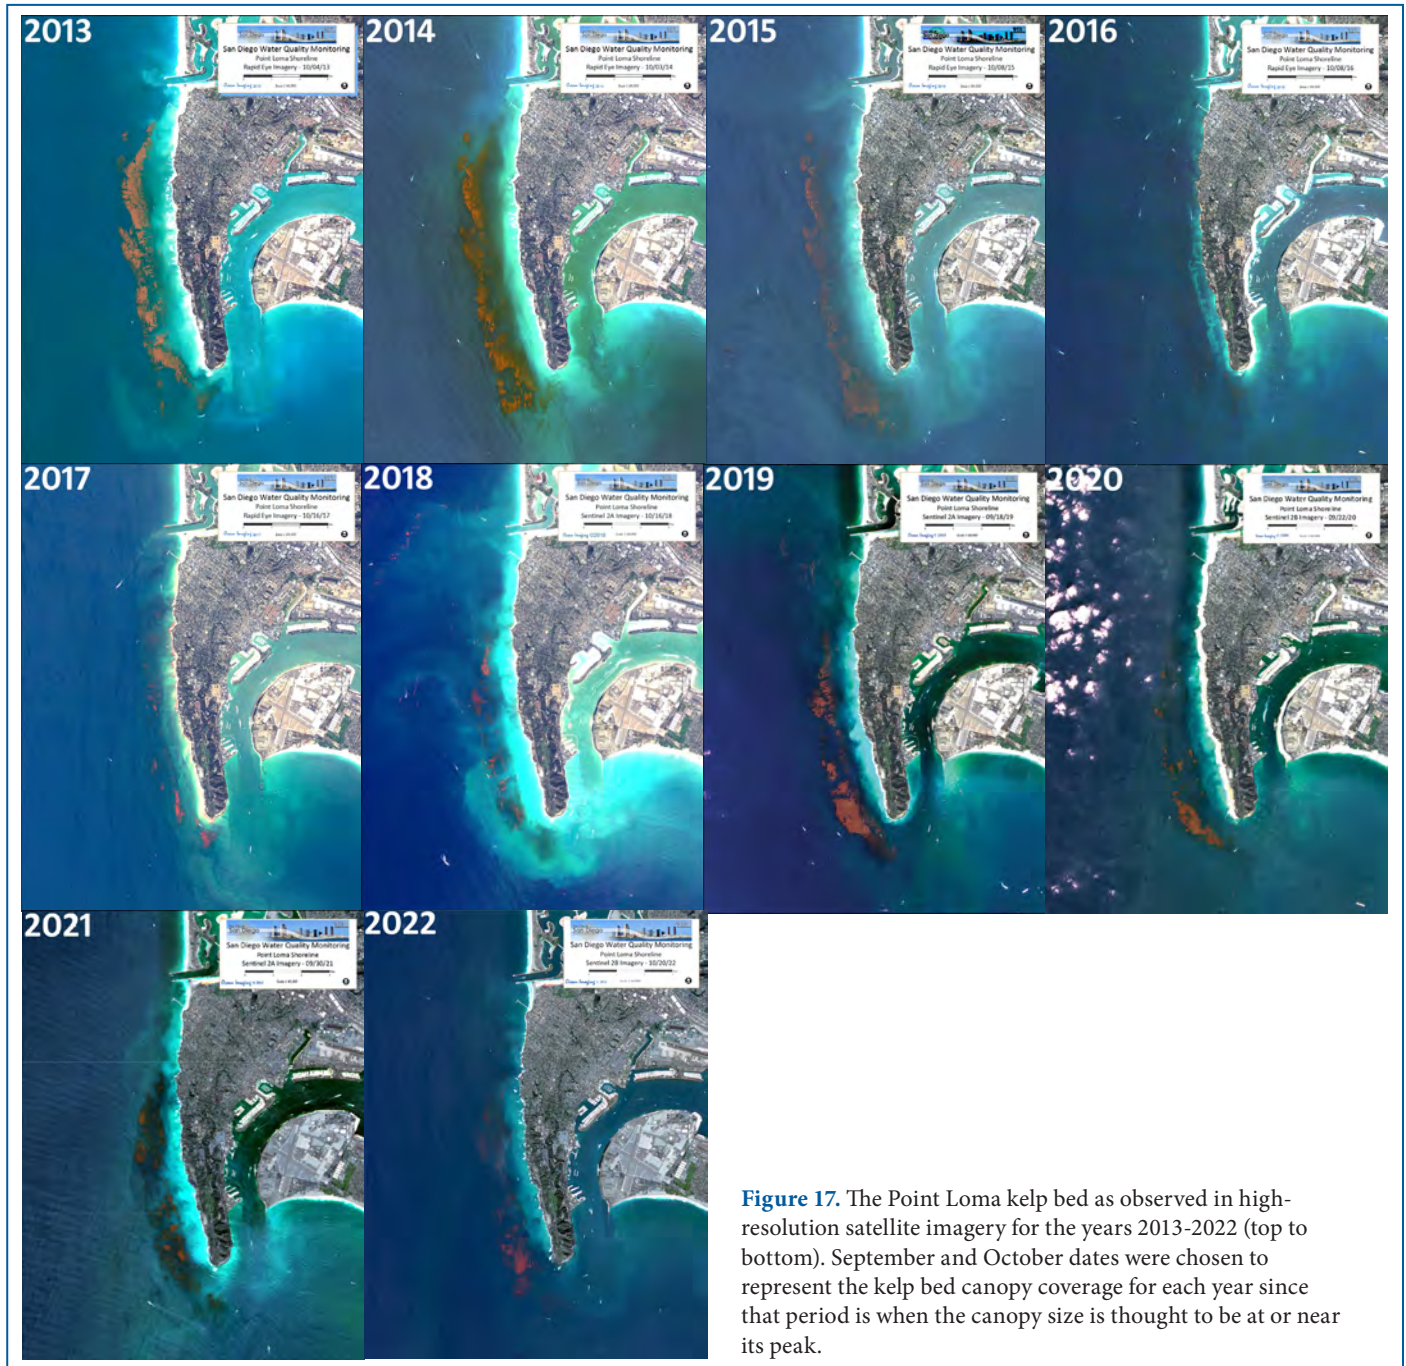 2013
San Diego Water Quality Monitoring
Point Loma Shoreline
Rapid Eye Imagery - 10/04/13
2014
San Diego Water Quality Monitoring
Point Loma Shoreline
Rapid Eye Imagery - 10/03/14
2015
San Diego Water Quality Monitoring
Point Loma Shoreline
Rapid Eye Imagery - 10/08/15
2016
San Diego Water Quality Monitoring
Point Loma Shoreline
Rapid Eye Imagery - 10/08/16
2017
San Diego Water Quality Monitoring
Point Loma Shoreline
Rapid Eye Imagery - 10/16/17
2018
San Diego Water Quality Monitoring
Point Loma Shoreline
Sentinel 2A Imagery - 10/16/18
2019
San Diego Water Quality Monitoring
Point Loma Shoreline
Sentinel 2A Imagery - 09/18/19
2020
San Diego Water Quality Monitoring
Point Loma Shoreline
Sentinel 2B Imagery - 09/22/20
2021
San Diego Water Quality Monitoring
Point Loma Shoreline
Sentinel 2A Imagery - 09/30/21
2022
San Diego Water Quality Monitoring
Point Loma Shoreline
Sentinel 2B Imagery - 10/20/22
Figure 17. The Point Loma kelp bed as observed in high-
resolution satellite imagery for the years 2013-2022 (top to
bottom). September and October dates were chosen to
represent the kelp bed canopy coverage for each year since
that period is when the canopy size is thought to be at or near
its peak.